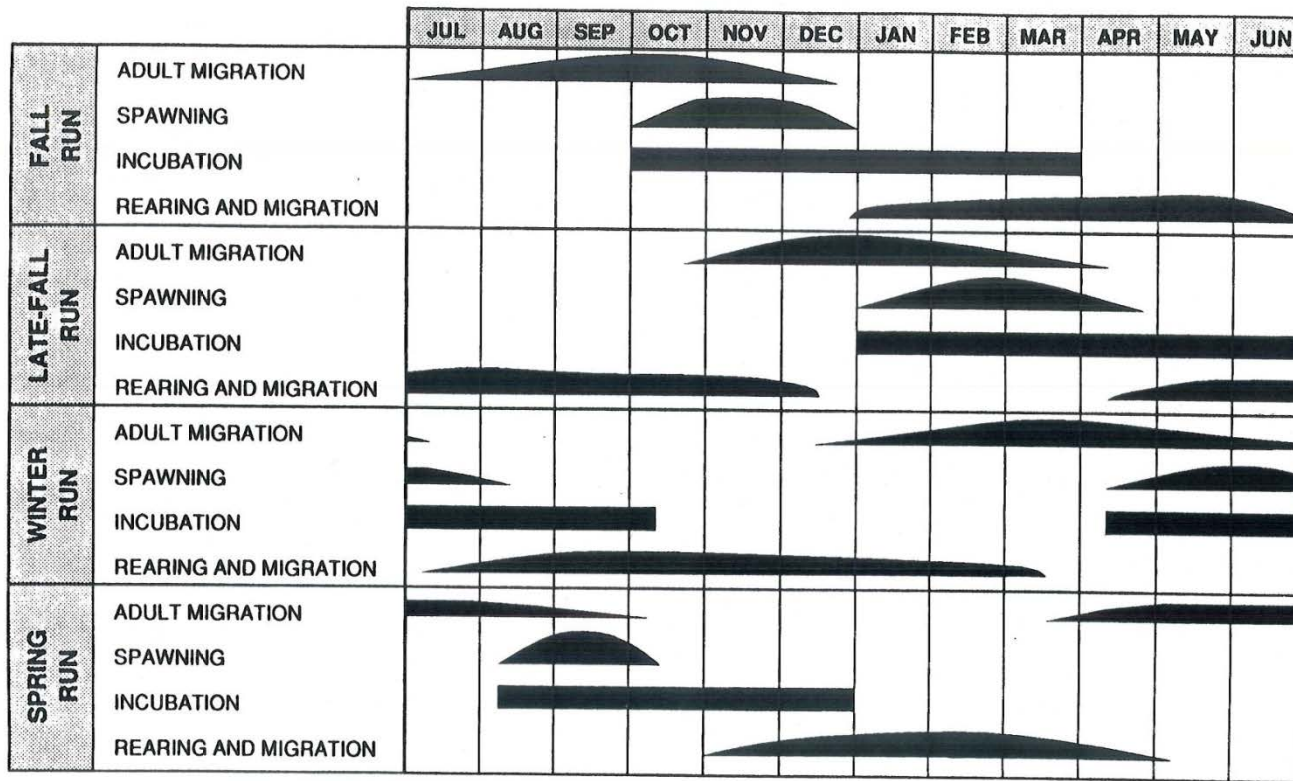 JUL AUG SEP OCT NOV DEC JAN FEB MAR APR MAY JUN
FALL RUN
ADULT MIGRATION
SPAWNING
INCUBATION
REARING AND MIGRATION
LATE-FALL RUN
ADULT MIGRATION
SPAWNING
INCUBATION
REARING AND MIGRATION
WINTER RUN
ADULT MIGRATION
SPAWNING
INCUBATION
REARING AND MIGRATION
SPRING RUN
ADULT MIGRATION
SPAWNING
INCUBATION
REARING AND MIGRATION